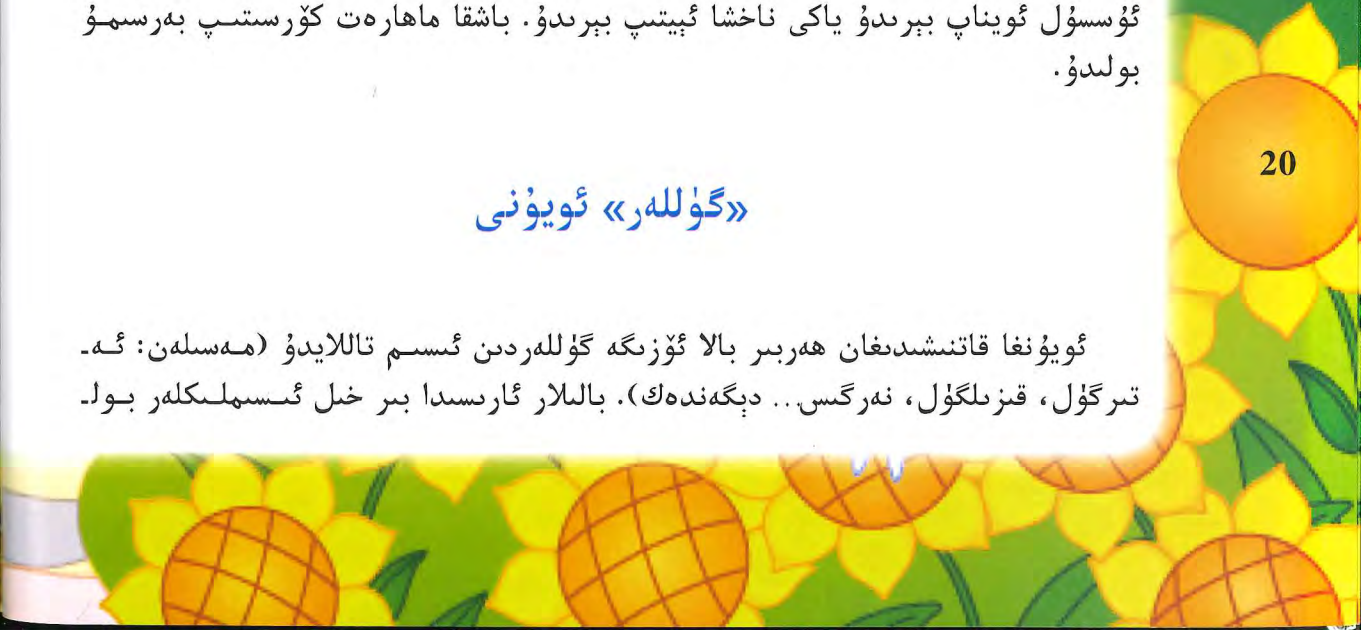 ئۇسسۇل ئويناپ بېرىدۇ ياكى ناخشا ئېيتىپ بېرىدۇ. باشقا ماھارەت كۆرسىتىپ بەرسىمۇ
بولىدۇ.
20
«گۈللەر» ئويۇنى
ئويۇنغا قاتنىشىدىغان ھەربىر بالا ئۆزىگە گۈللەردىن ئىسىم تاللايدۇ (مەسىلەن: ئە-
تىرگۈل، قىزىلگۈل، نەرگىس... دېگەندەك). بالىلار ئارىسىدا بىر خىل ئىسىملىكلەر بول-